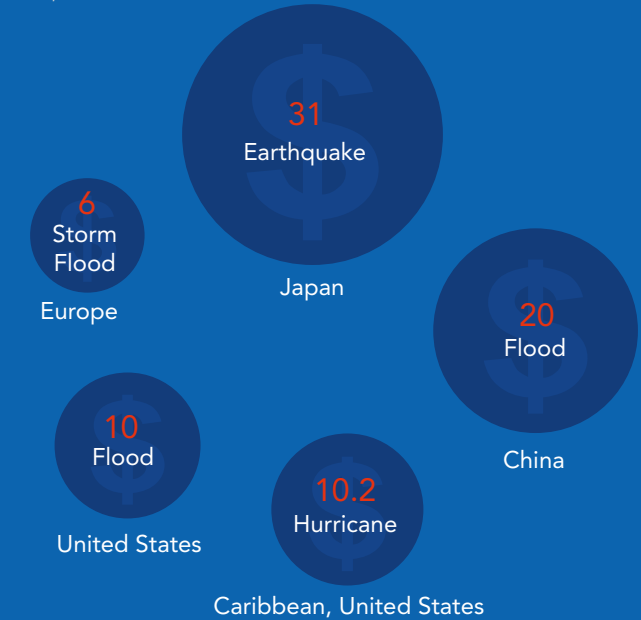 31
Earthquake
Japan
6
Storm
Flood
Europe
20
Flood
China
10
Flood
United States
10.2
Hurricane
Caribbean, United States